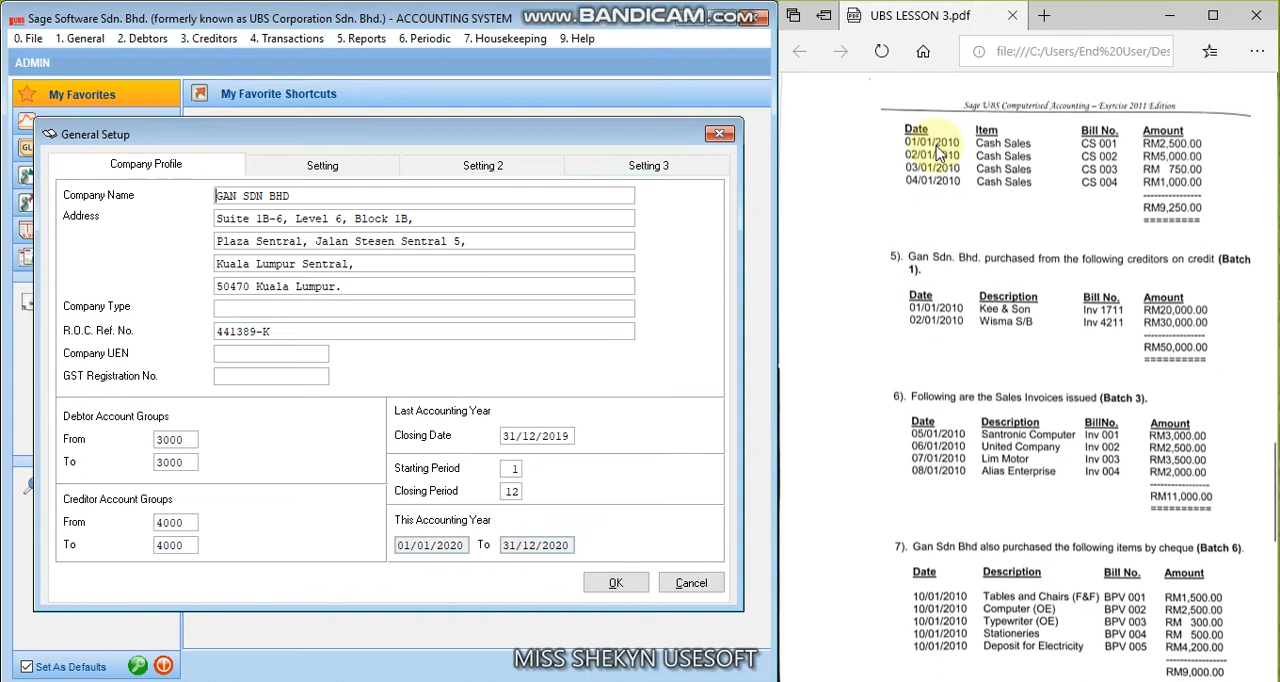 Sage Software Sdn. Bhd. (formerly known as UBS Corporation Sdn. Bhd.) - ACCOUNTING SYSTEM
www.BANDICAM.com
0. File 1. General 2. Debtors 3. Creditors 4. Transactions 5. Reports 6. Periodic 7. Housekeeping 9. Help
ADMIN
My Favorites
My Favorite Shortcuts
General Setup
Company Profile Setting Setting 2 Setting 3
Company Name GAN SDN BHD
Address Suite 1B-6, Level 6, Block 1B,
Plaza Sentral, Jalan Stesen Sentral 5,
Kuala Lumpur Sentral,
50470 Kuala Lumpur.
Company Type
R.O.C. Ref. No. 441389-K
Company UEN
GST Registration No.
Debtor Account Groups
From 3000
To 3000
Creditor Account Groups
From 4000
To 4000
Last Accounting Year
Closing Date 31/12/2019
Starting Period 1
Closing Period 12
This Accounting Year
01/01/2020 To 31/12/2020
OK Cancel
Set As Defaults
MISS SHEKYN USESOFT
UBS LESSON 3.pdf
file:///C:/Users/End%20User/Des
Sage UBS Computerised Accounting – Exercise 2011 Edition
Date Item Bill No. Amount
01/01/2010 Cash Sales CS 001 RM2,500.00
02/01/2010 Cash Sales CS 002 RM5,000.00
03/01/2010 Cash Sales CS 003 RM 750.00
04/01/2010 Cash Sales CS 004 RM1,000.00
RM9,250.00
5). Gan Sdn. Bhd. purchased from the following creditors on credit (Batch
1).
Date Description Bill No. Amount
01/01/2010 Kee & Son Inv 1711 RM20,000.00
02/01/2010 Wisma S/B Inv 4211 RM30,000.00
RM50,000.00
6). Following are the Sales Invoices issued (Batch 3).
Date Description BillNo. Amount
05/01/2010 Santronic Computer Inv 001 RM3,000.00
06/01/2010 United Company Inv 002 RM2,500.00
07/01/2010 Lim Motor Inv 003 RM3,500.00
08/01/2010 Alias Enterprise Inv 004 RM2,000.00
RM11,000.00
7). Gan Sdn Bhd also purchased the following items by cheque (Batch 6).
Date Description Bill No. Amount
10/01/2010 Tables and Chairs (F&F) BPV 001 RM1,500.00
10/01/2010 Computer (OE) BPV 002 RM2,500.00
10/01/2010 Typewriter (OE) BPV 003 RM 300.00
10/01/2010 Stationeries BPV 004 RM 500.00
10/01/2010 Deposit for Electricity BPV 005 RM4,200.00
RM9,000.00